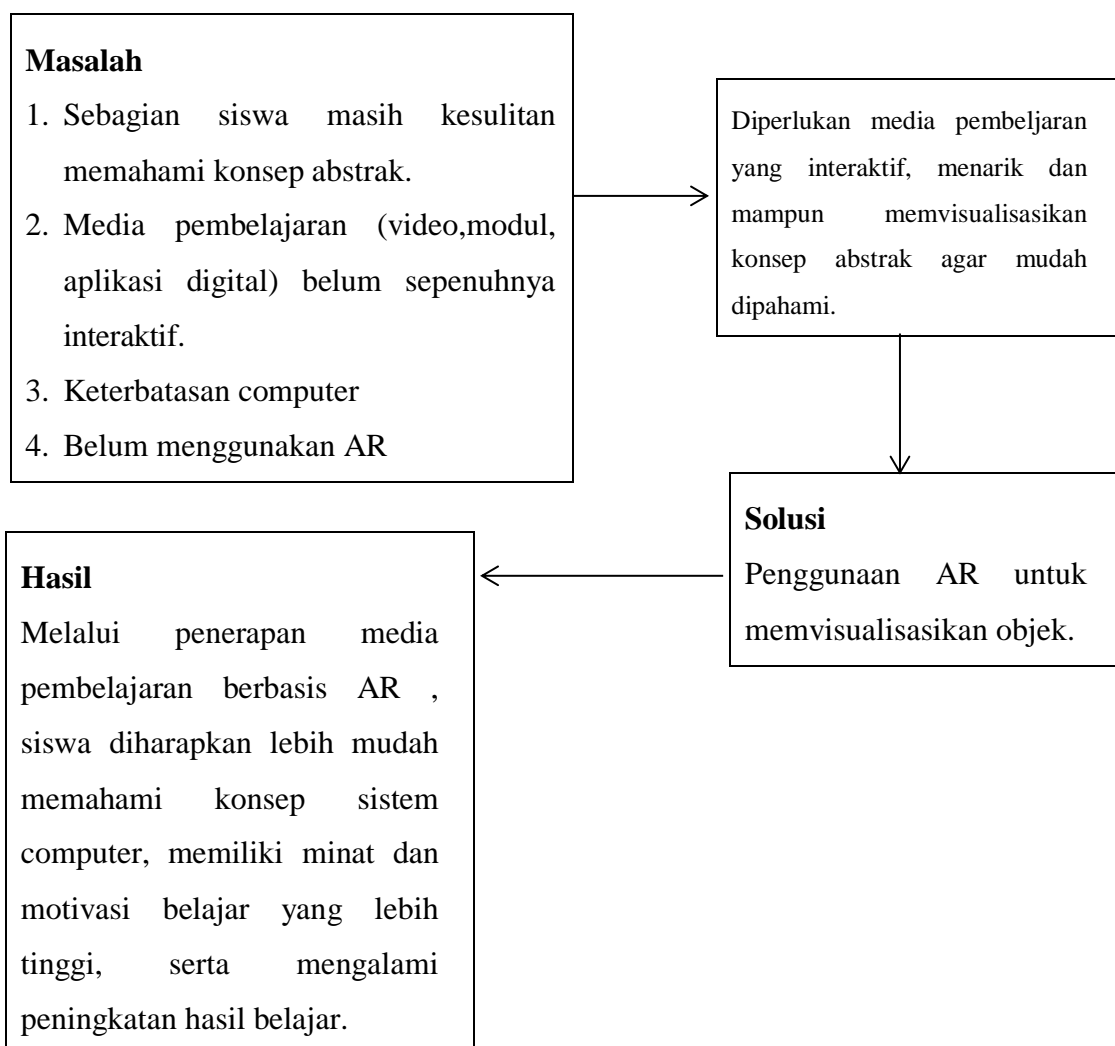 Masalah
1. Sebagian siswa masih kesulitan
memahami konsep abstrak.
2. Media pembelajaran (video,modul,
aplikasi digital) belum sepenuhnya
interaktif.
3. Keterbatasan computer
4. Belum menggunakan AR
Diperlukan media pembeljaran
yang interaktif, menarik dan
mampun memvisualisasikan
konsep abstrak agar mudah
dipahami.
Solusi
Penggunaan AR untuk
memvisualisasikan objek.
Hasil
Melalui penerapan media
pembelajaran berbasis AR ,
siswa diharapkan lebih mudah
memahami konsep sistem
computer, memiliki minat dan
motivasi belajar yang lebih
tinggi, serta mengalami
peningkatan hasil belajar.